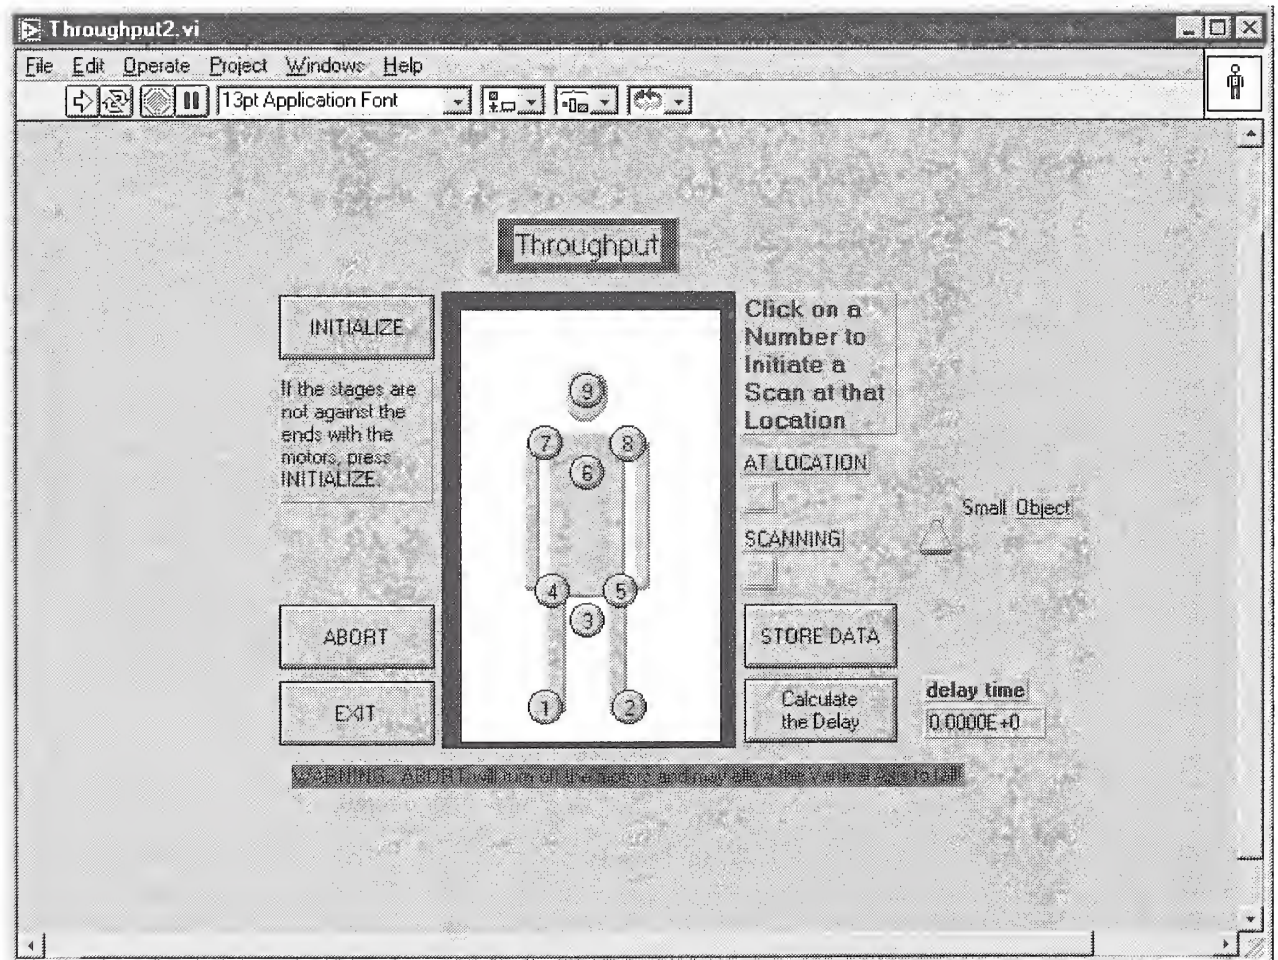 Throughput2.vi
File Edit Operate Project Windows Help
13pt Application Font
Throughput
INITIALIZE
If the stages are
not against the
ends with the
motors, press
INITIALIZE.
9
7 8
6
4 5
3
1 2
Click on a
Number to
Initiate a
Scan at that
Location
AT LOCATION
Small Object
SCANNING
ABORT
STORE DATA
EXIT
Calculate
the Delay
delay time
0.0000E+0
WARNING... ABORT will turn off the motors and may allow the Vertical Axis to fall!